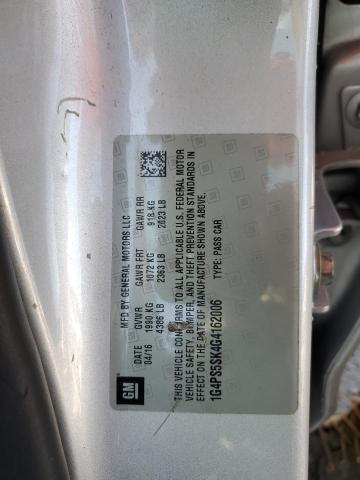 GM
MFD BY GENERAL MOTORS LLC
DATE GVWR GAWR FRT GAWR RR
04/16 1990 KG 1072 KG 918 KG
4386 LB 2363 LB 2023 LB
THIS VEHICLE CONFORMS TO ALL APPLICABLE U.S. FEDERAL MOTOR
VEHICLE SAFETY, BUMPER, AND THEFT PREVENTION STANDARDS IN
EFFECT ON THE DATE OF MANUFACTURE SHOWN ABOVE.
1G4PS5SK4G4162006 TYPE: PASS CAR